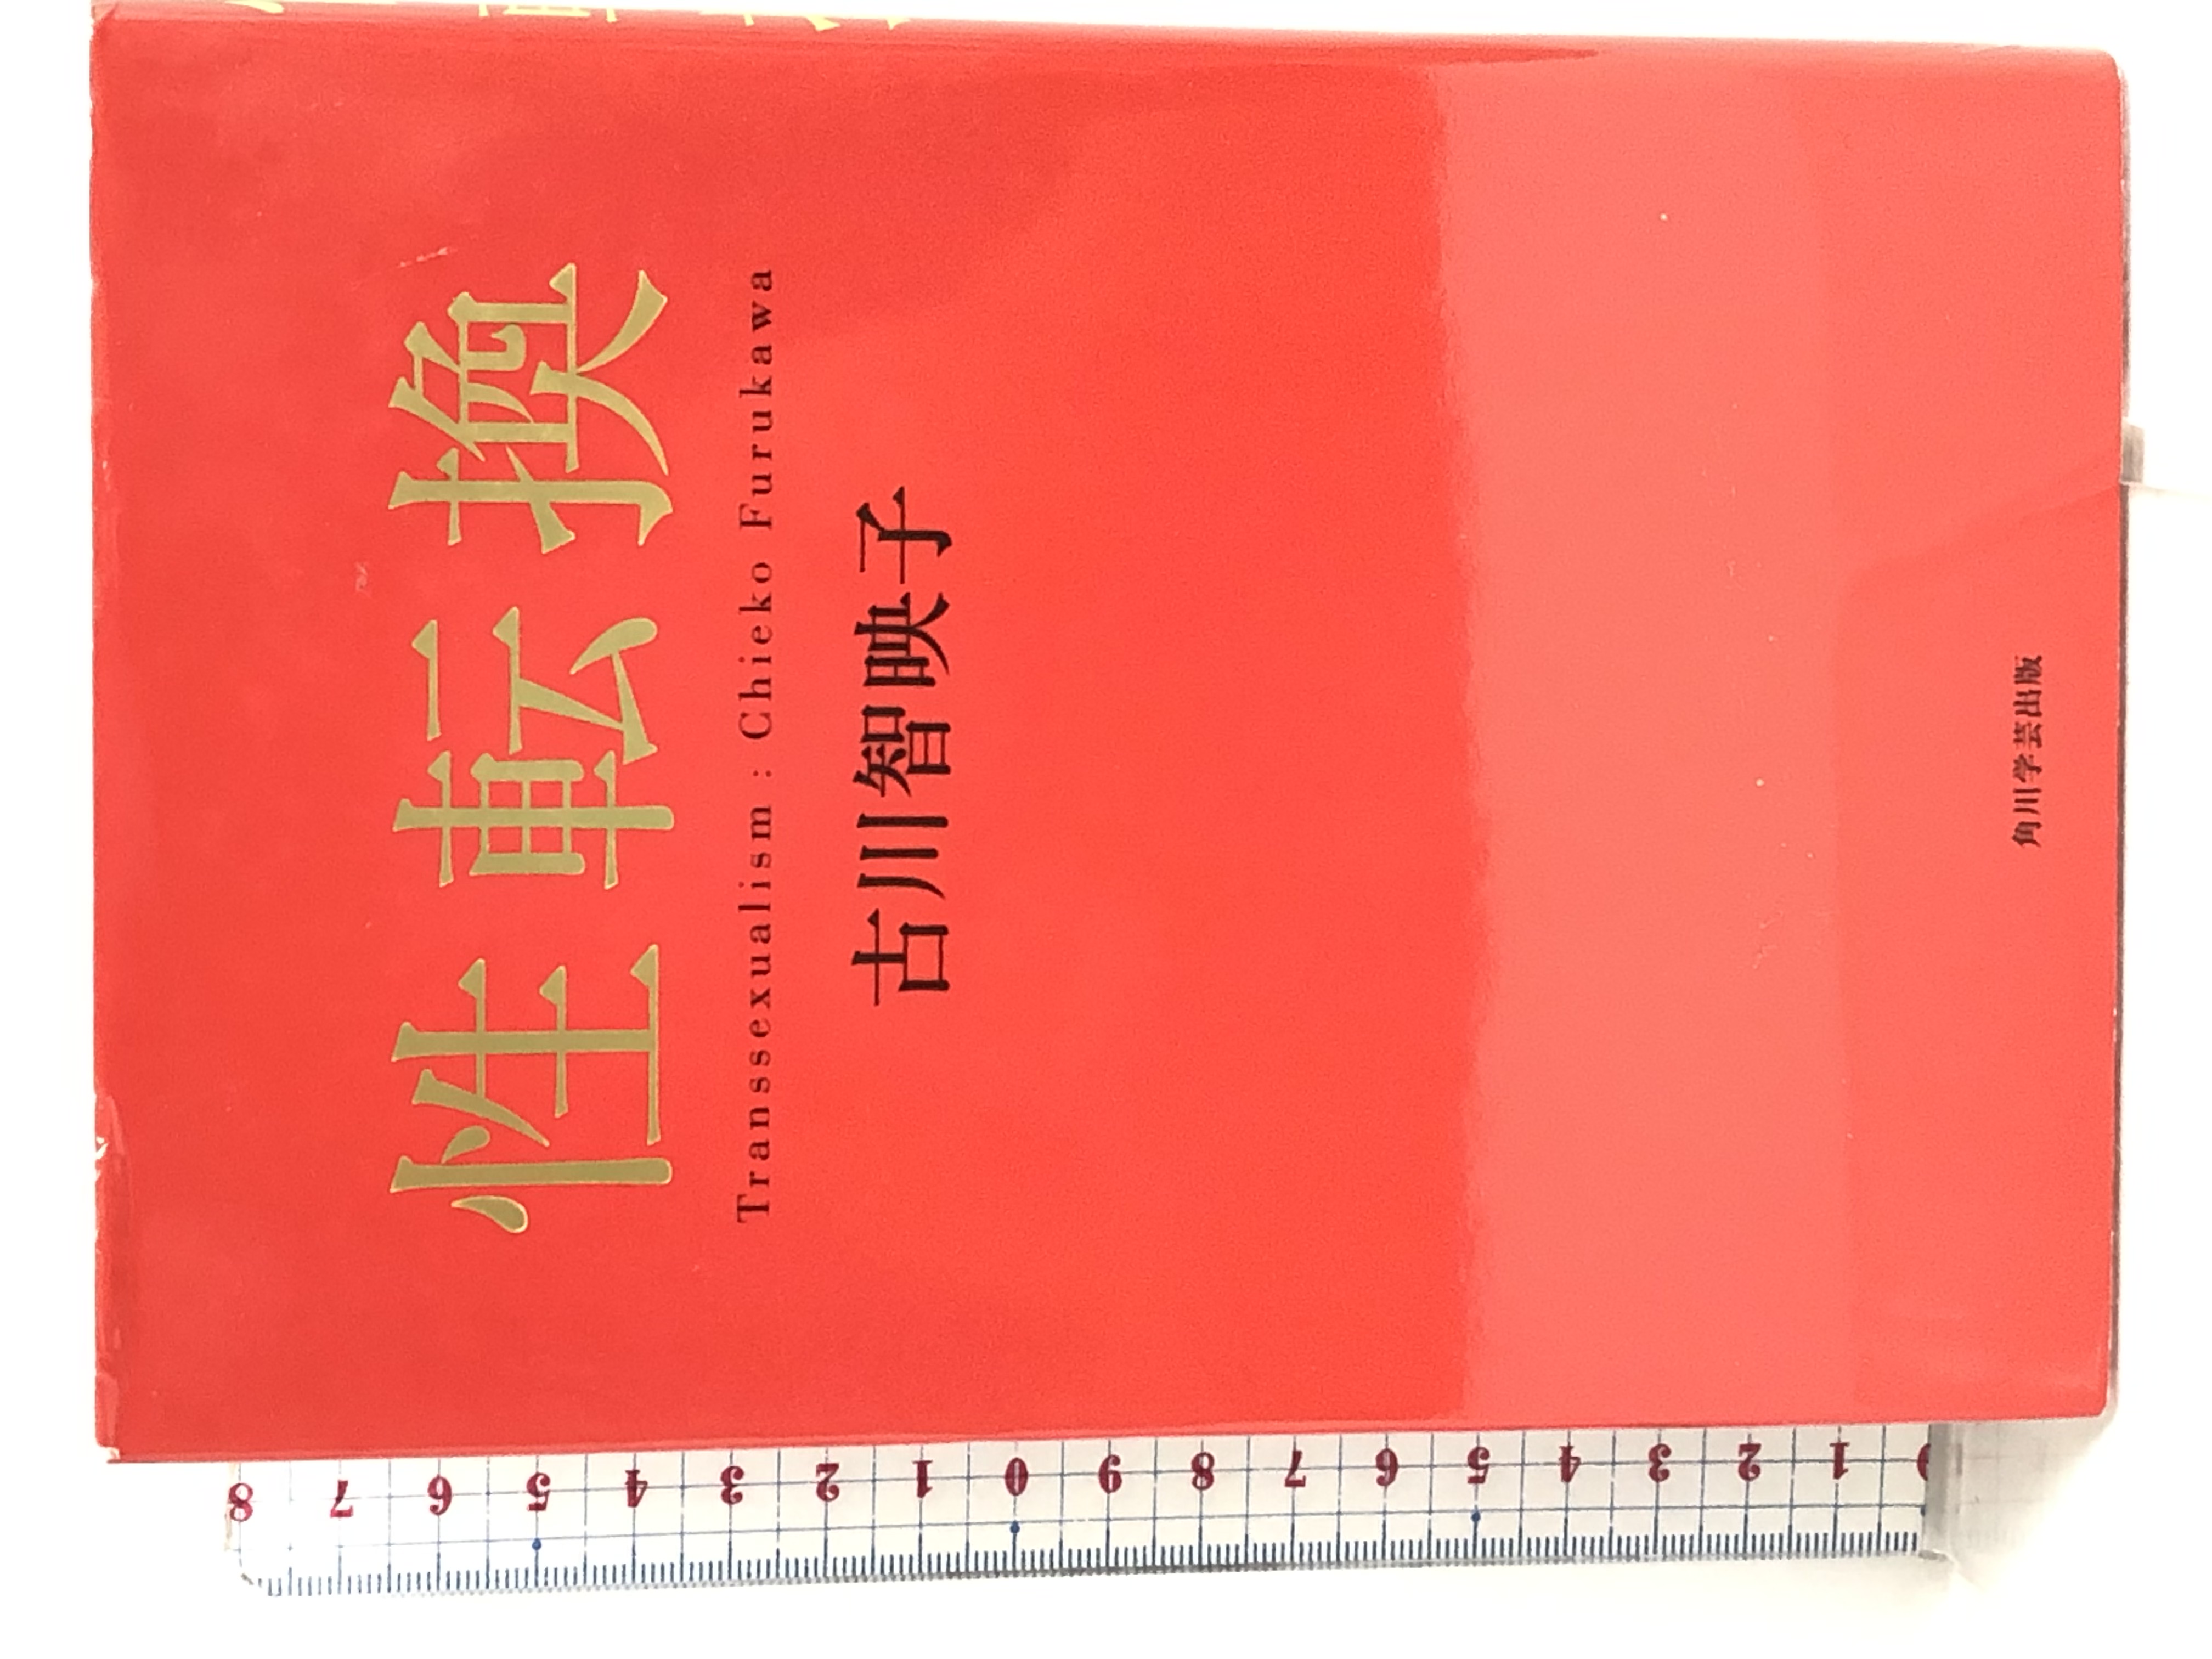 性転換
Transsexualism : Chieko Furukawa
古川智映子
角川学芸出版
8 7 6 5 4 3 2 1 0 9 8 7 6 5 4 3 2 1